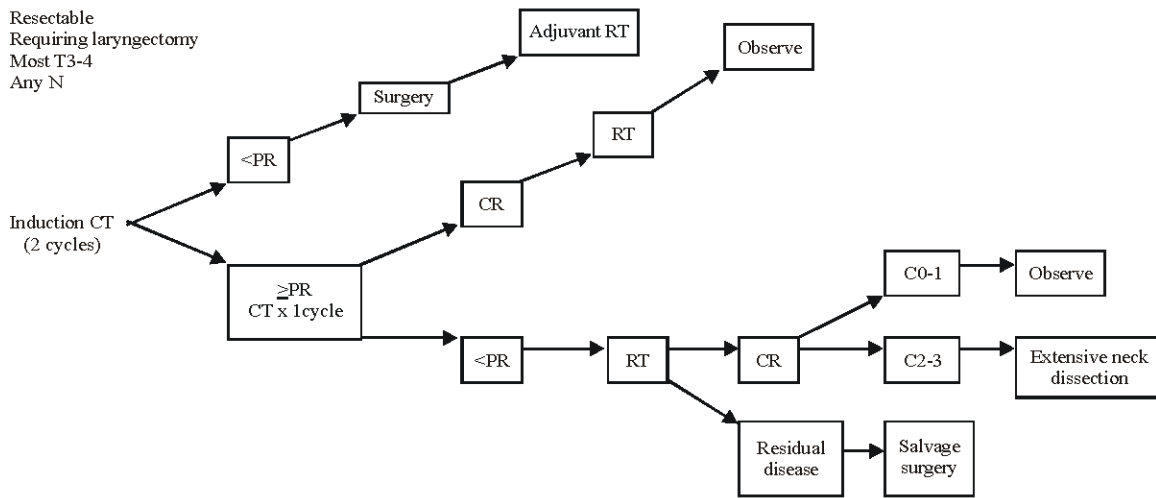 Resectable
Requiring laryngectomy
Most T3-4
Any N
Adjuvant RT
Observe
Surgery
RT
<PR
CR
Induction CT
(2 cycles)
≥PR
CT x 1cycle
C0-1
Observe
<PR
RT
CR
C2-3
Extensive neck
dissection
Residual
disease
Salvage
surgery